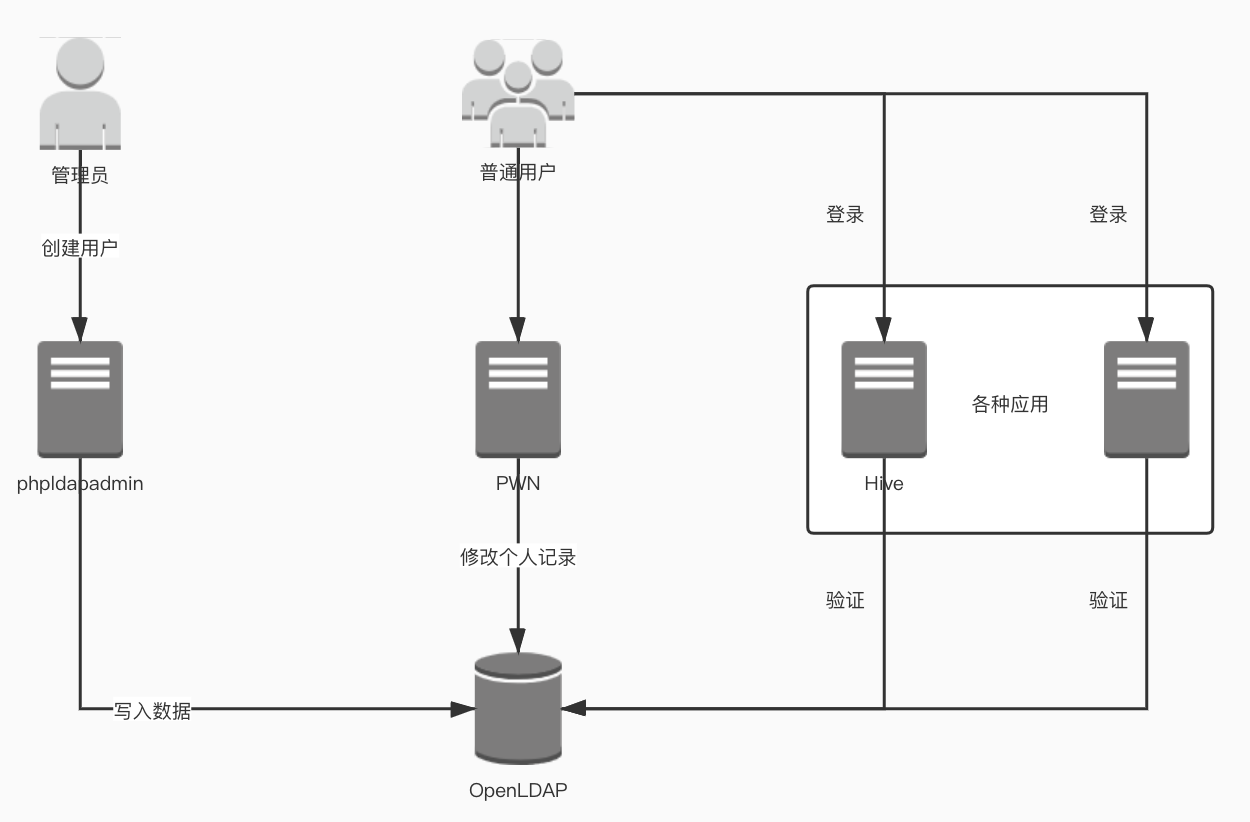 管理员
普通用户
创建用户
登录
登录
phpldapadmin
PWN
Hive
各种应用
修改个人记录
验证
验证
写入数据
OpenLDAP